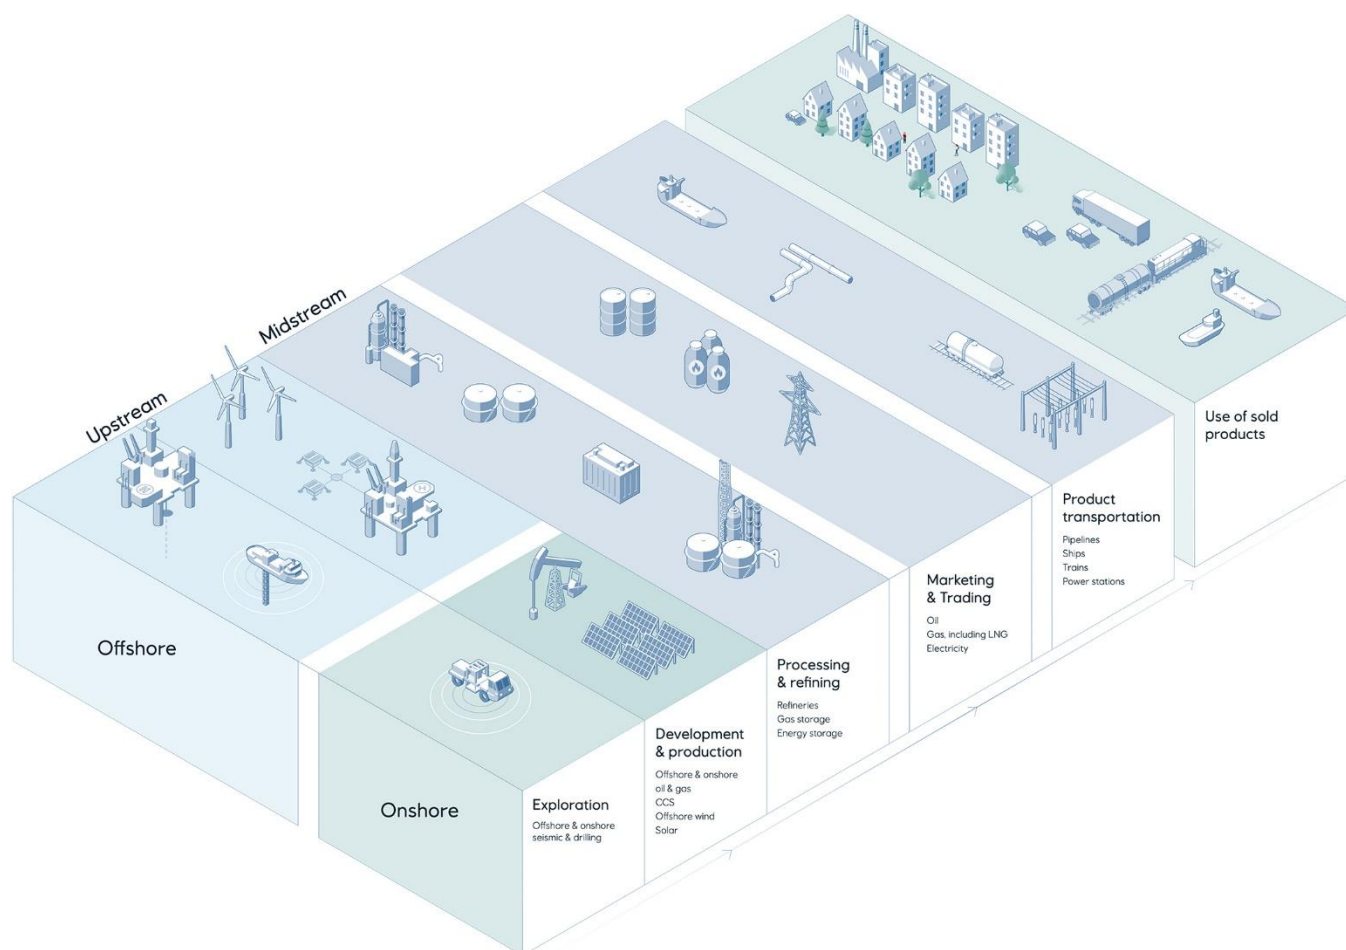 Upstream
Midstream
Offshore
Onshore
Exploration
Offshore & onshore
seismic & drilling
Development
& production
Offshore & onshore
oil & gas
CCS
Offshore wind
Solar
Processing
& refining
Refineries
Gas storage
Energy storage
Marketing
& Trading
Oil
Gas, including LNG
Electricity
Product
transportation
Pipelines
Ships
Trains
Power stations
Use of sold
products